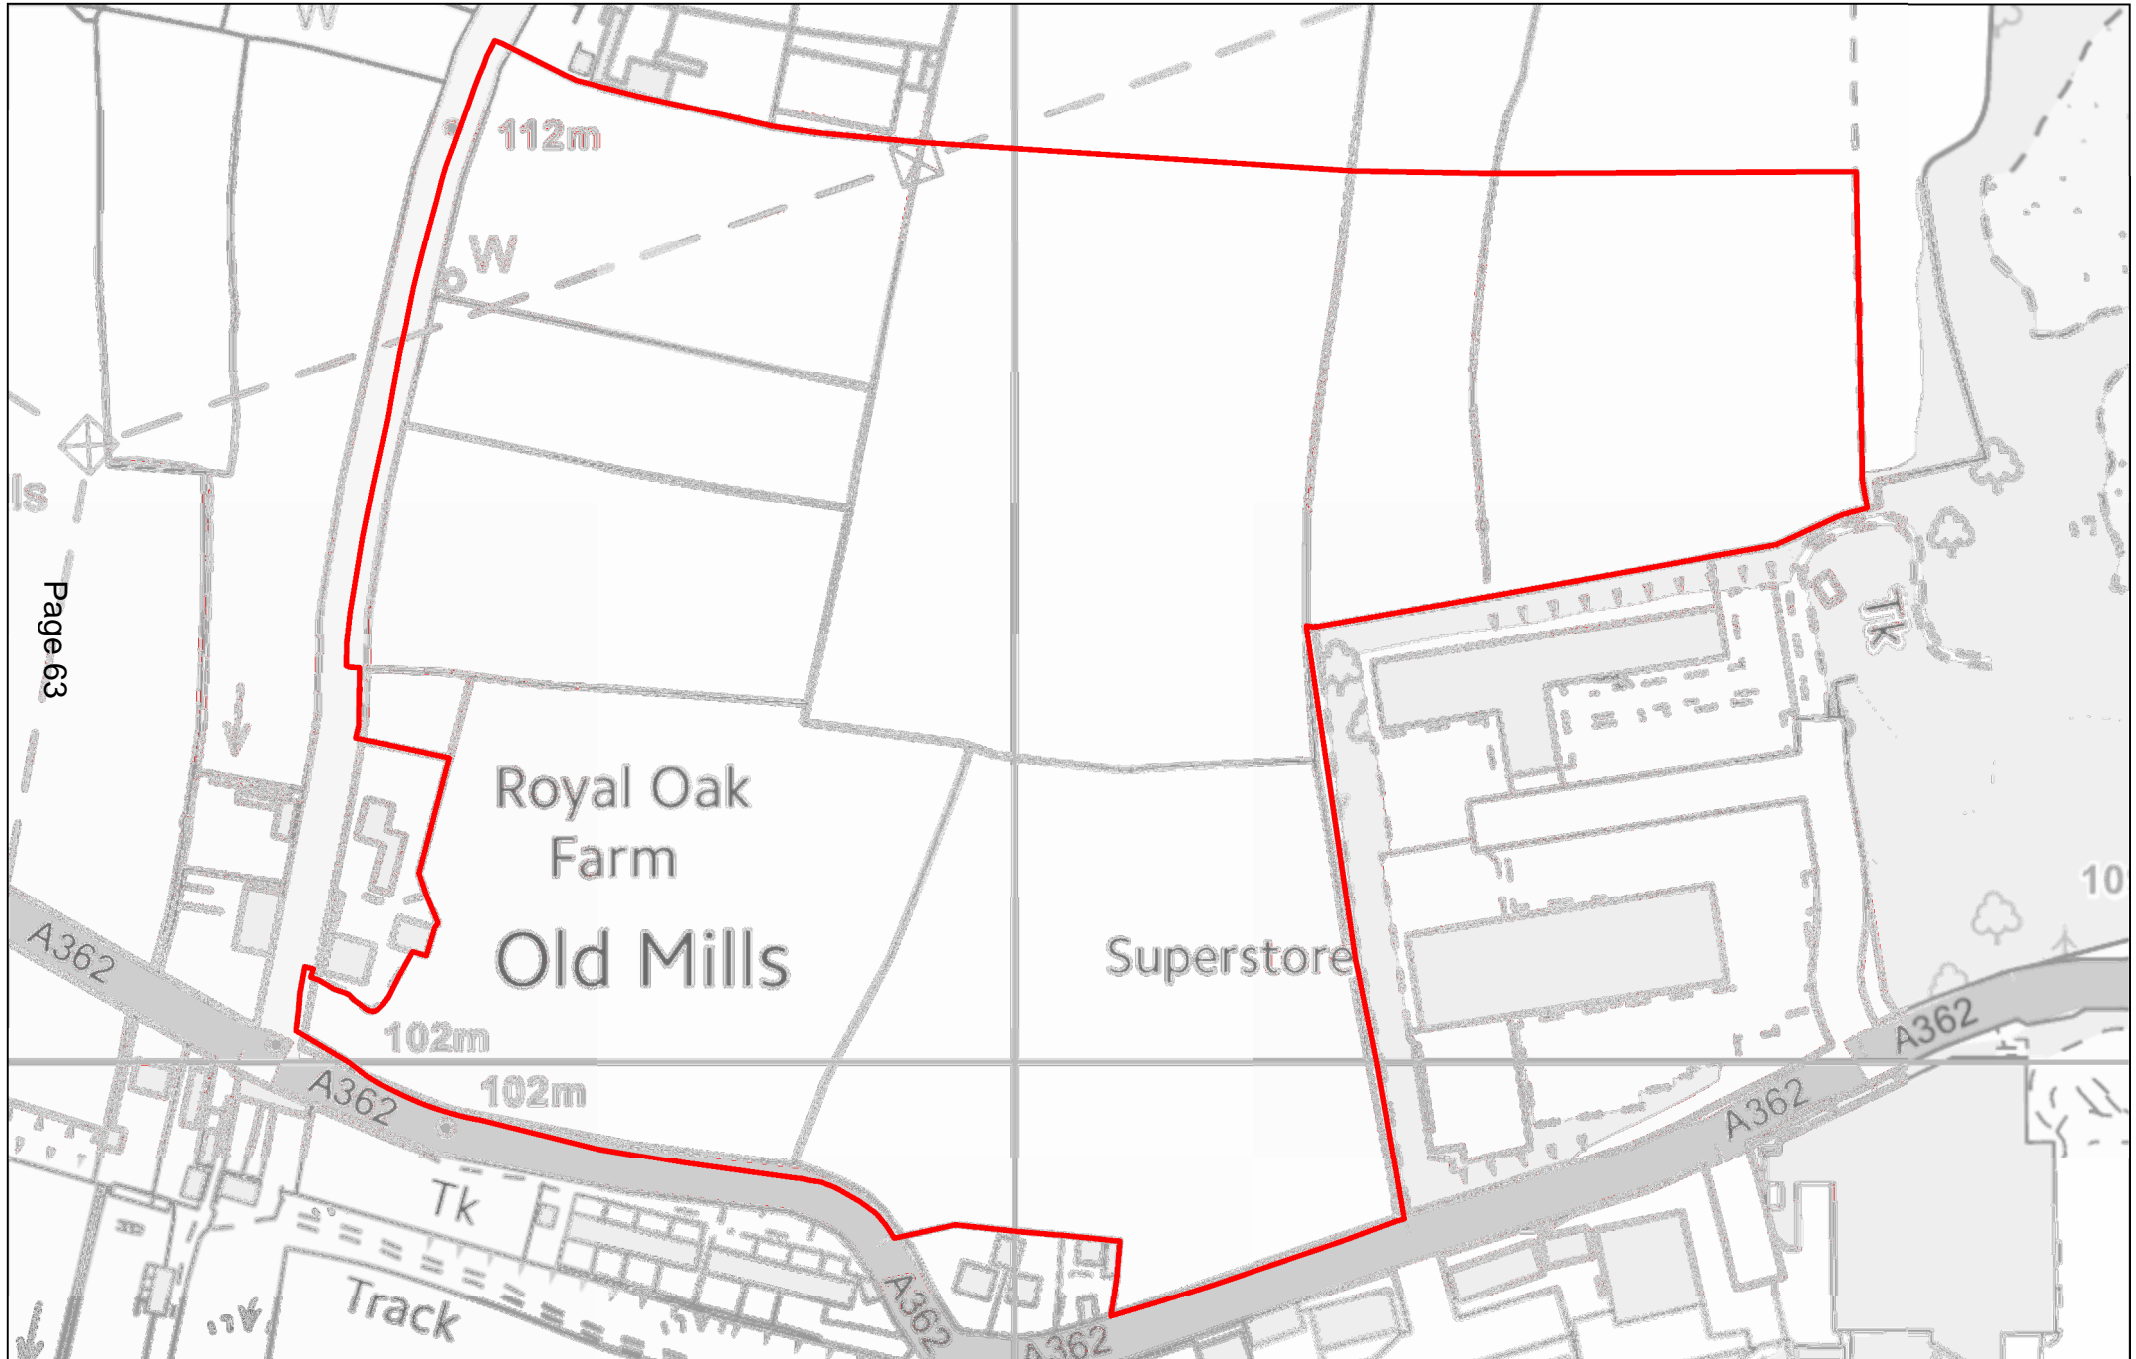 W
112m
W
ls
Page 63
Tk
Royal Oak
Farm
Old Mills
Superstore
10
A362
A362
102m
A362
102m
A362
Tk
Track
A362
A362